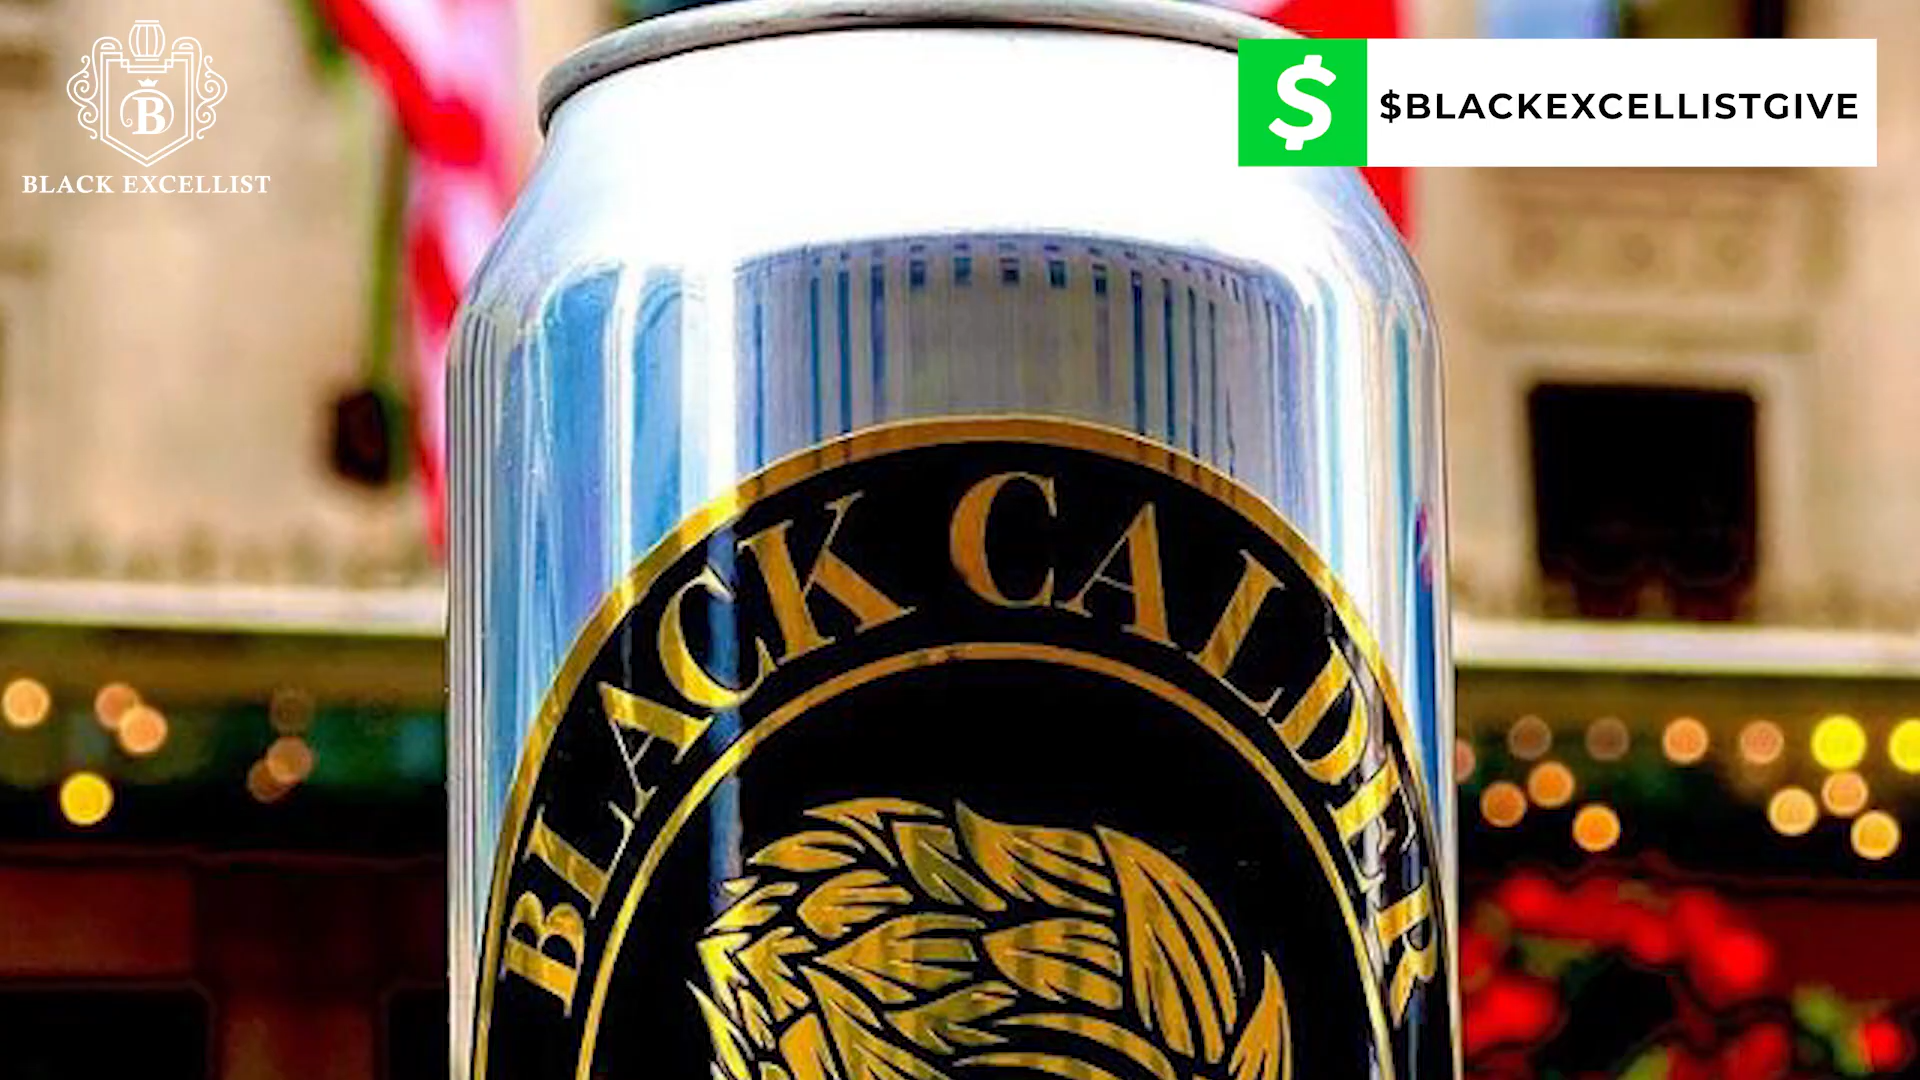 B
BLACK EXCELLIST
$
$BLACKEXCELLISTGIVE
BLACK CALDER